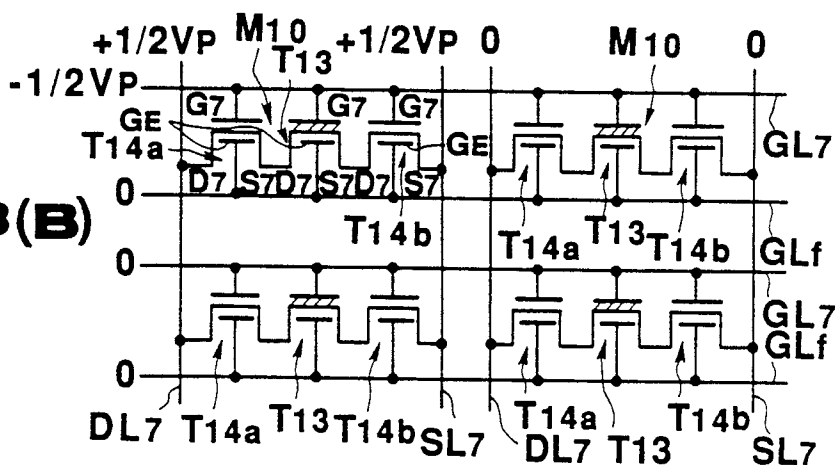 +1/2VP M10 +1/2VP 0 M10 0
T13
-1/2VP
G7 G7 G7
GE GE GL7
T14a
D7 S7 D7 S7 D7 S7
0
(B) T14b T14a T13 T14b GLf
0
GL7
GLf
0
DL7 T14a T13 T14b SL7 DL7 T14a T13 T14b SL7